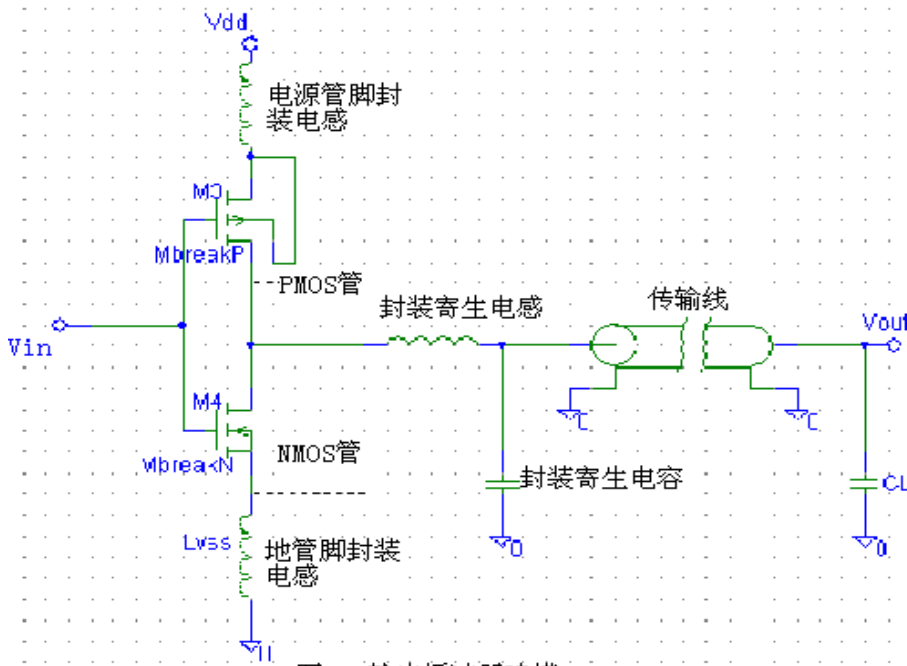 Vdd
电源管脚封
装电感
M3
MbreakP
PMOS管
封装寄生电感
传输线
Vin
Vout
M4
MbreakN
NMOS管
封装寄生电容
CL
0
0
Lvss
地管脚封装
电感